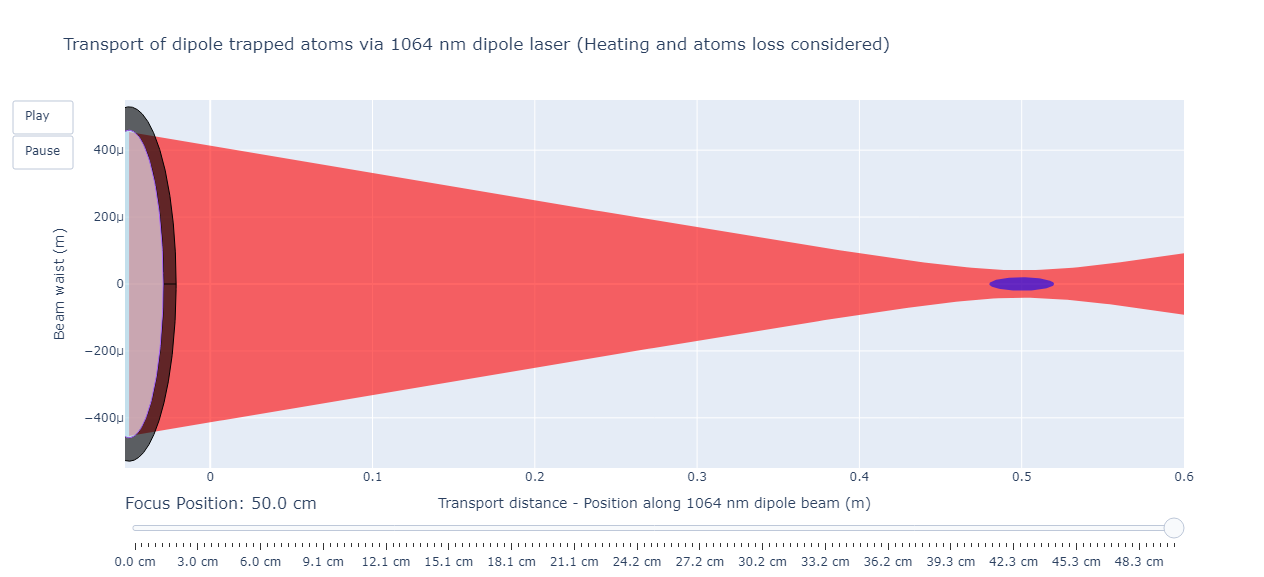 Transport of dipole trapped atoms via 1064 nm dipole laser (Heating and atoms loss considered)
Play
Pause
400μ
200μ
0
−200μ
−400μ
Beam waist (m)
0 0.1 0.2 0.3 0.4 0.5 0.6
Focus Position: 50.0 cm
Transport distance - Position along 1064 nm dipole beam (m)
0.0 cm 3.0 cm 6.0 cm 9.1 cm 12.1 cm 15.1 cm 18.1 cm 21.1 cm 24.2 cm 27.2 cm 30.2 cm 33.2 cm 36.2 cm 39.3 cm 42.3 cm 45.3 cm 48.3 cm